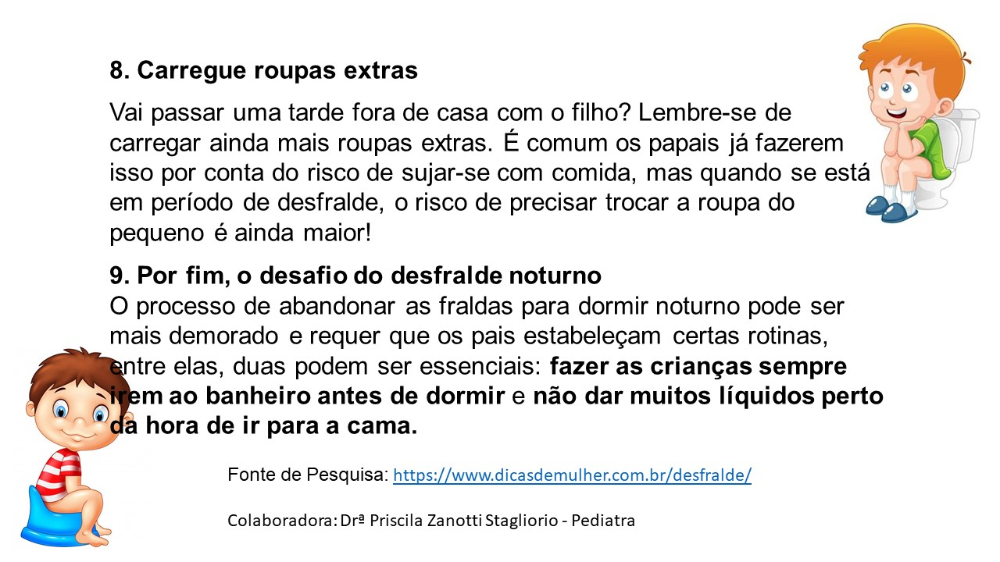 8. Carregue roupas extras
Vai passar uma tarde fora de casa com o filho? Lembre-se de
carregar ainda mais roupas extras. É comum os papais já fazerem
isso por conta do risco de sujar-se com comida, mas quando se está
em período de desfralde, o risco de precisar trocar a roupa do
pequeno é ainda maior!
9. Por fim, o desafio do desfralde noturno
O processo de abandonar as fraldas para dormir noturno pode ser
mais demorado e requer que os pais estabeleçam certas rotinas,
entre elas, duas podem ser essenciais: fazer as crianças sempre
irem ao banheiro antes de dormir e não dar muitos líquidos perto
da hora de ir para a cama.
Fonte de Pesquisa: https://www.dicasdemulher.com.br/desfralde/
Colaboradora: Drª Priscila Zanotti Stagliorio - Pediatra